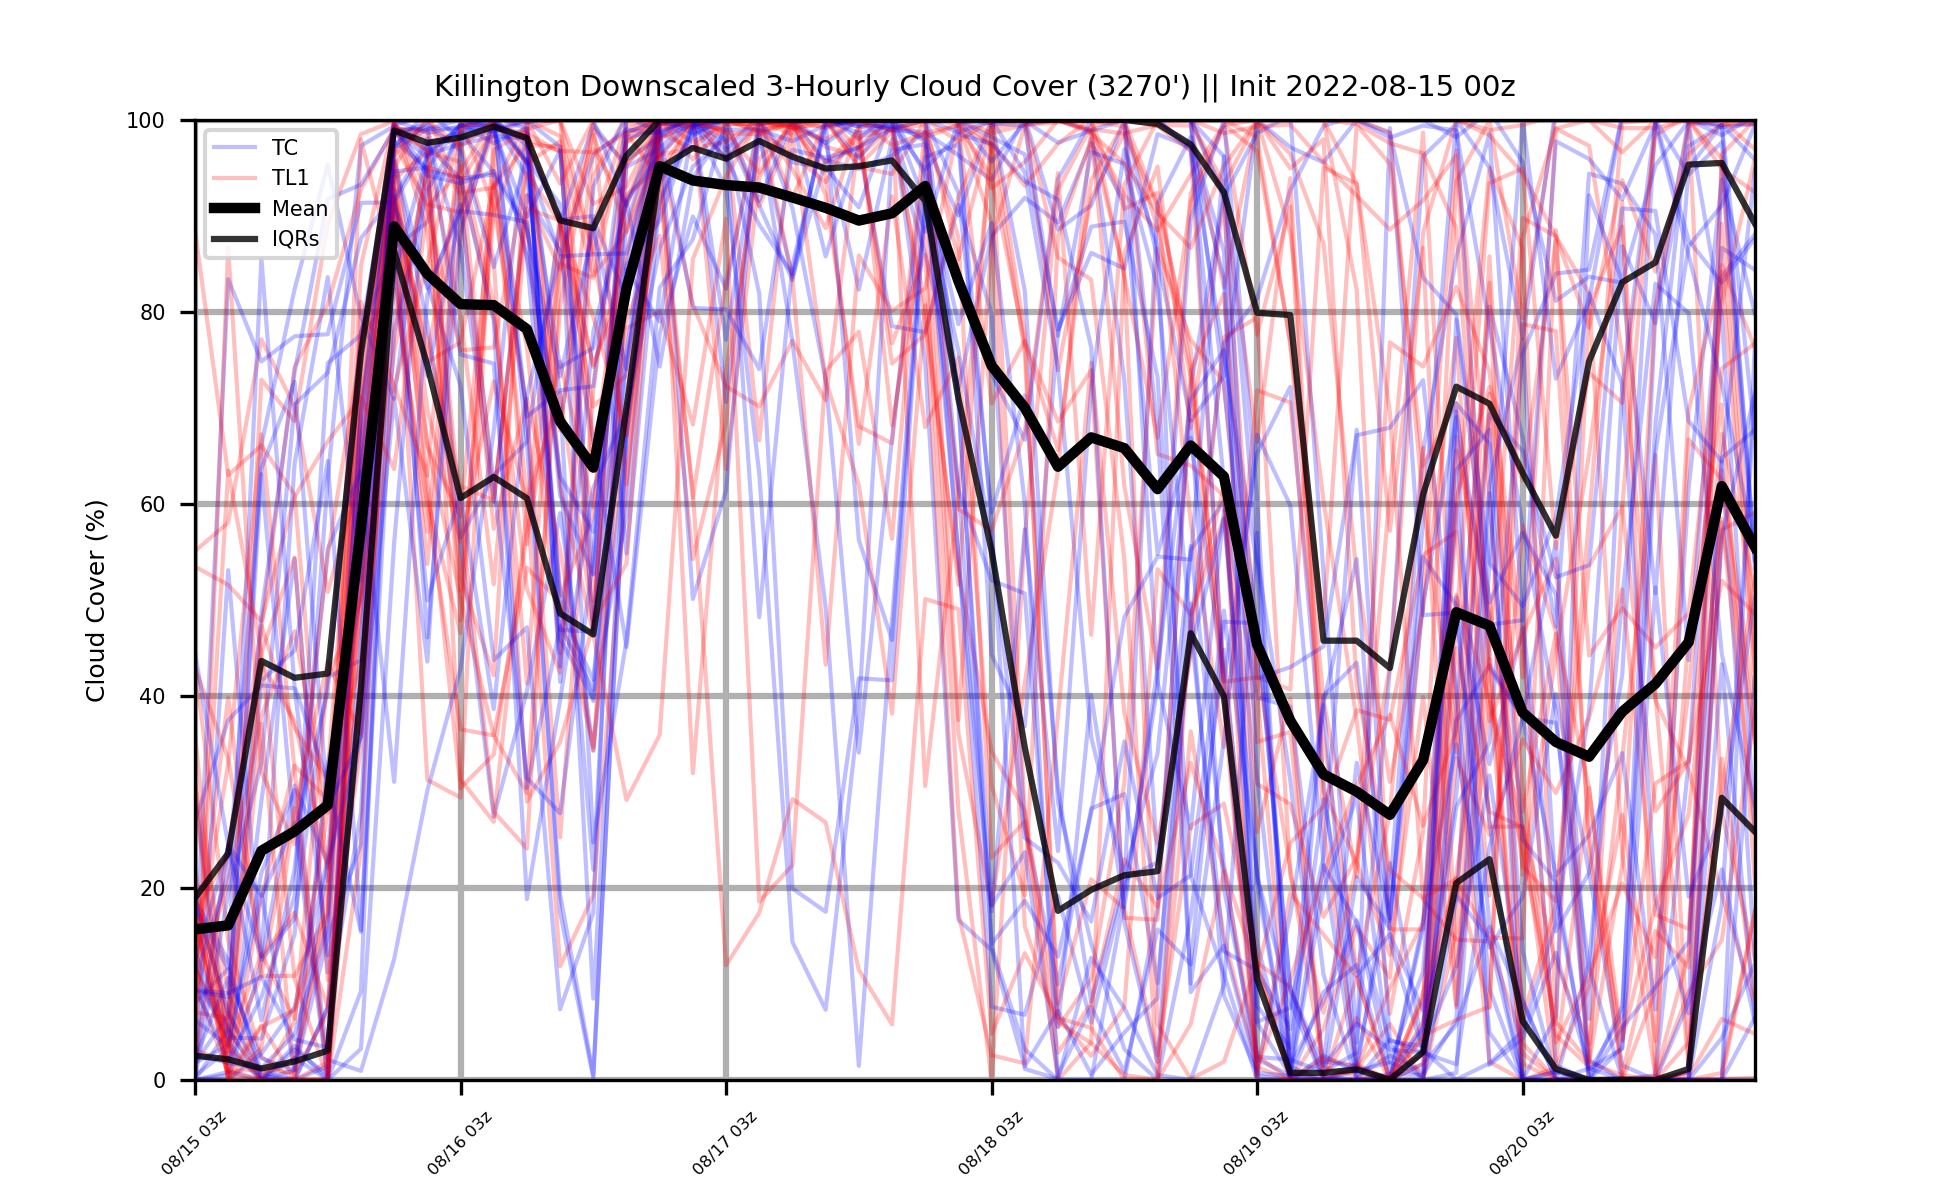 Killington Downscaled 3-Hourly Cloud Cover (3270') || Init 2022-08-15 00z
Cloud Cover (%)
100
80
60
40
20
0
TC
TL1
Mean
IQRs
08/15 03z
08/16 03z
08/17 03z
08/18 03z
08/19 03z
08/20 03z